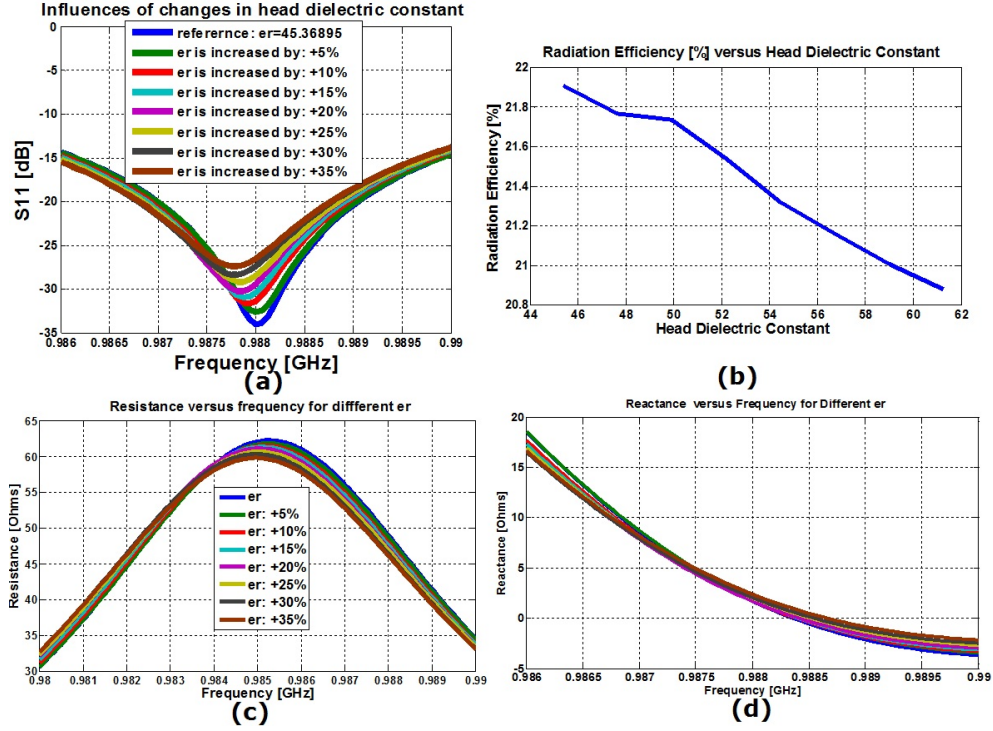 Influences of changes in head dielectric constant
S11 [dB]
0
-5
-10
-15
-20
-25
-30
-35
referernce: er=45.36895
er is increased by: +5%
er is increased by: +10%
er is increased by: +15%
er is increased by: +20%
er is increased by: +25%
er is increased by: +30%
er is increased by: +35%
0.986 0.9865 0.987 0.9875 0.988 0.9885 0.989 0.9895 0.99
Frequency [GHz]
(a)
Radiation Efficiency [%] versus Head Dielectric Constant
Radiation Efficiency [%]
22
21.8
21.6
21.4
21.2
21
20.8
44 46 48 50 52 54 56 58 60 62
Head Dielectric Constant
(b)
Resistance versus frequency for diffferent er
Resistance [Ohms]
65
60
55
50
45
40
35
30
er
er: +5%
er: +10%
er: +15%
er: +20%
er: +25%
er: +30%
er: +35%
0.98 0.981 0.982 0.983 0.984 0.985 0.986 0.987 0.988 0.989 0.99
Frequency [GHz]
(c)
Reactance versus Frequency for Different er
Reactance [Ohms]
20
15
10
5
0
-5
0.986 0.9865 0.987 0.9875 0.988 0.9885 0.989 0.9895 0.99
Frequency [GHz]
(d)